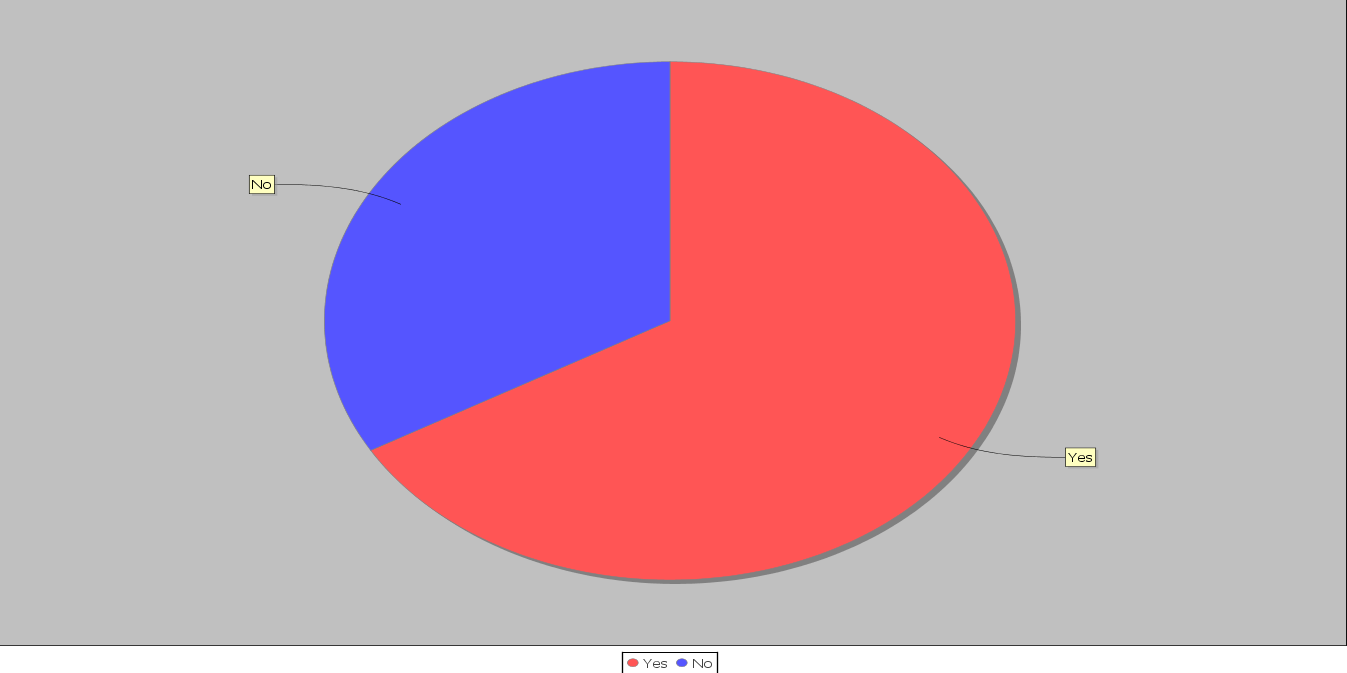 No
Yes
Yes No